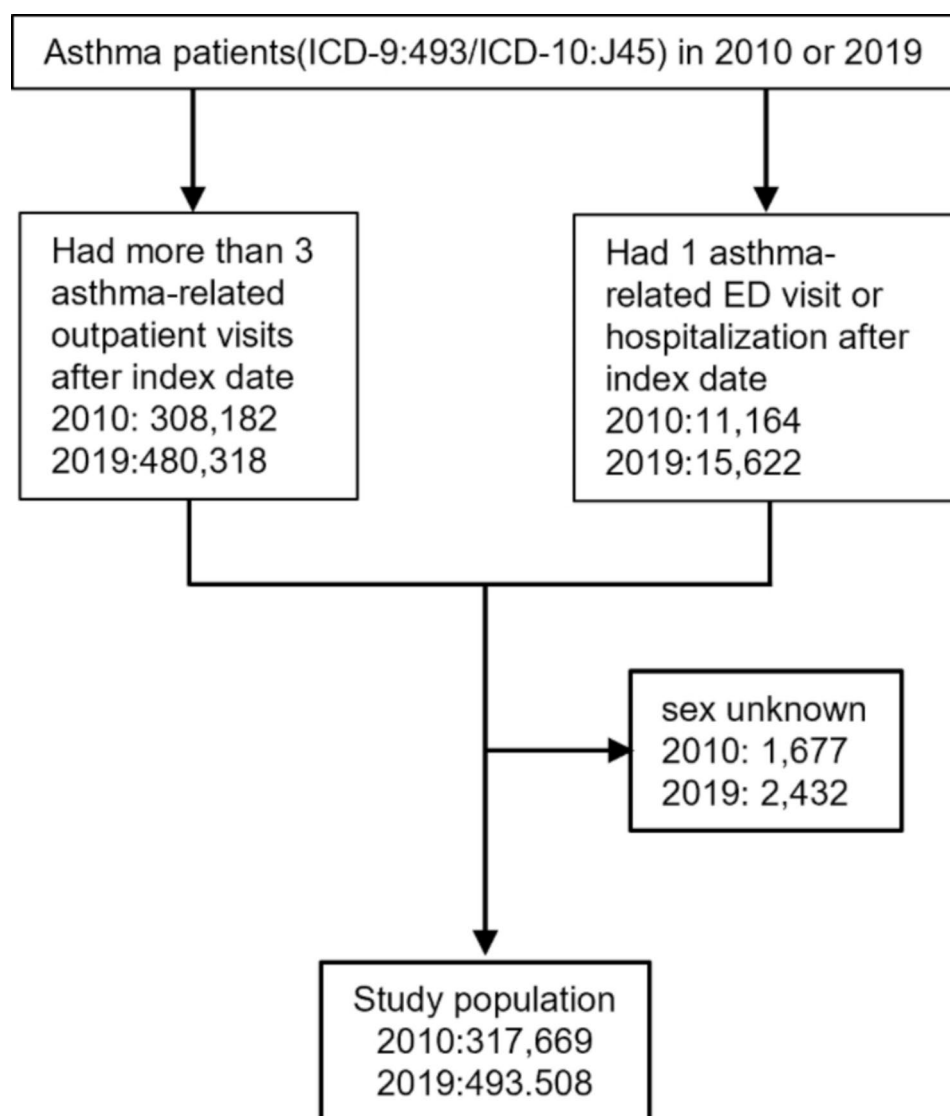 Asthma patients(ICD-9:493/ICD-10:J45) in 2010 or 2019
Had more than 3
asthma-related
outpatient visits
after index date
2010: 308,182
2019:480,318
Had 1 asthma-
related ED visit or
hospitalization after
index date
2010:11,164
2019:15,622
sex unknown
2010: 1,677
2019: 2,432
Study population
2010:317,669
2019:493.508